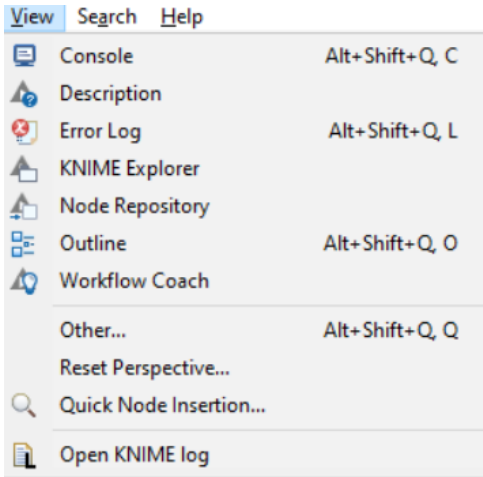 View Search Help
Console Alt+Shift+Q, C
Description
Error Log Alt+Shift+Q, L
KNIME Explorer
Node Repository
Outline Alt+Shift+Q, O
Workflow Coach
Other... Alt+Shift+Q, Q
Reset Perspective...
Quick Node Insertion...
Open KNIME log